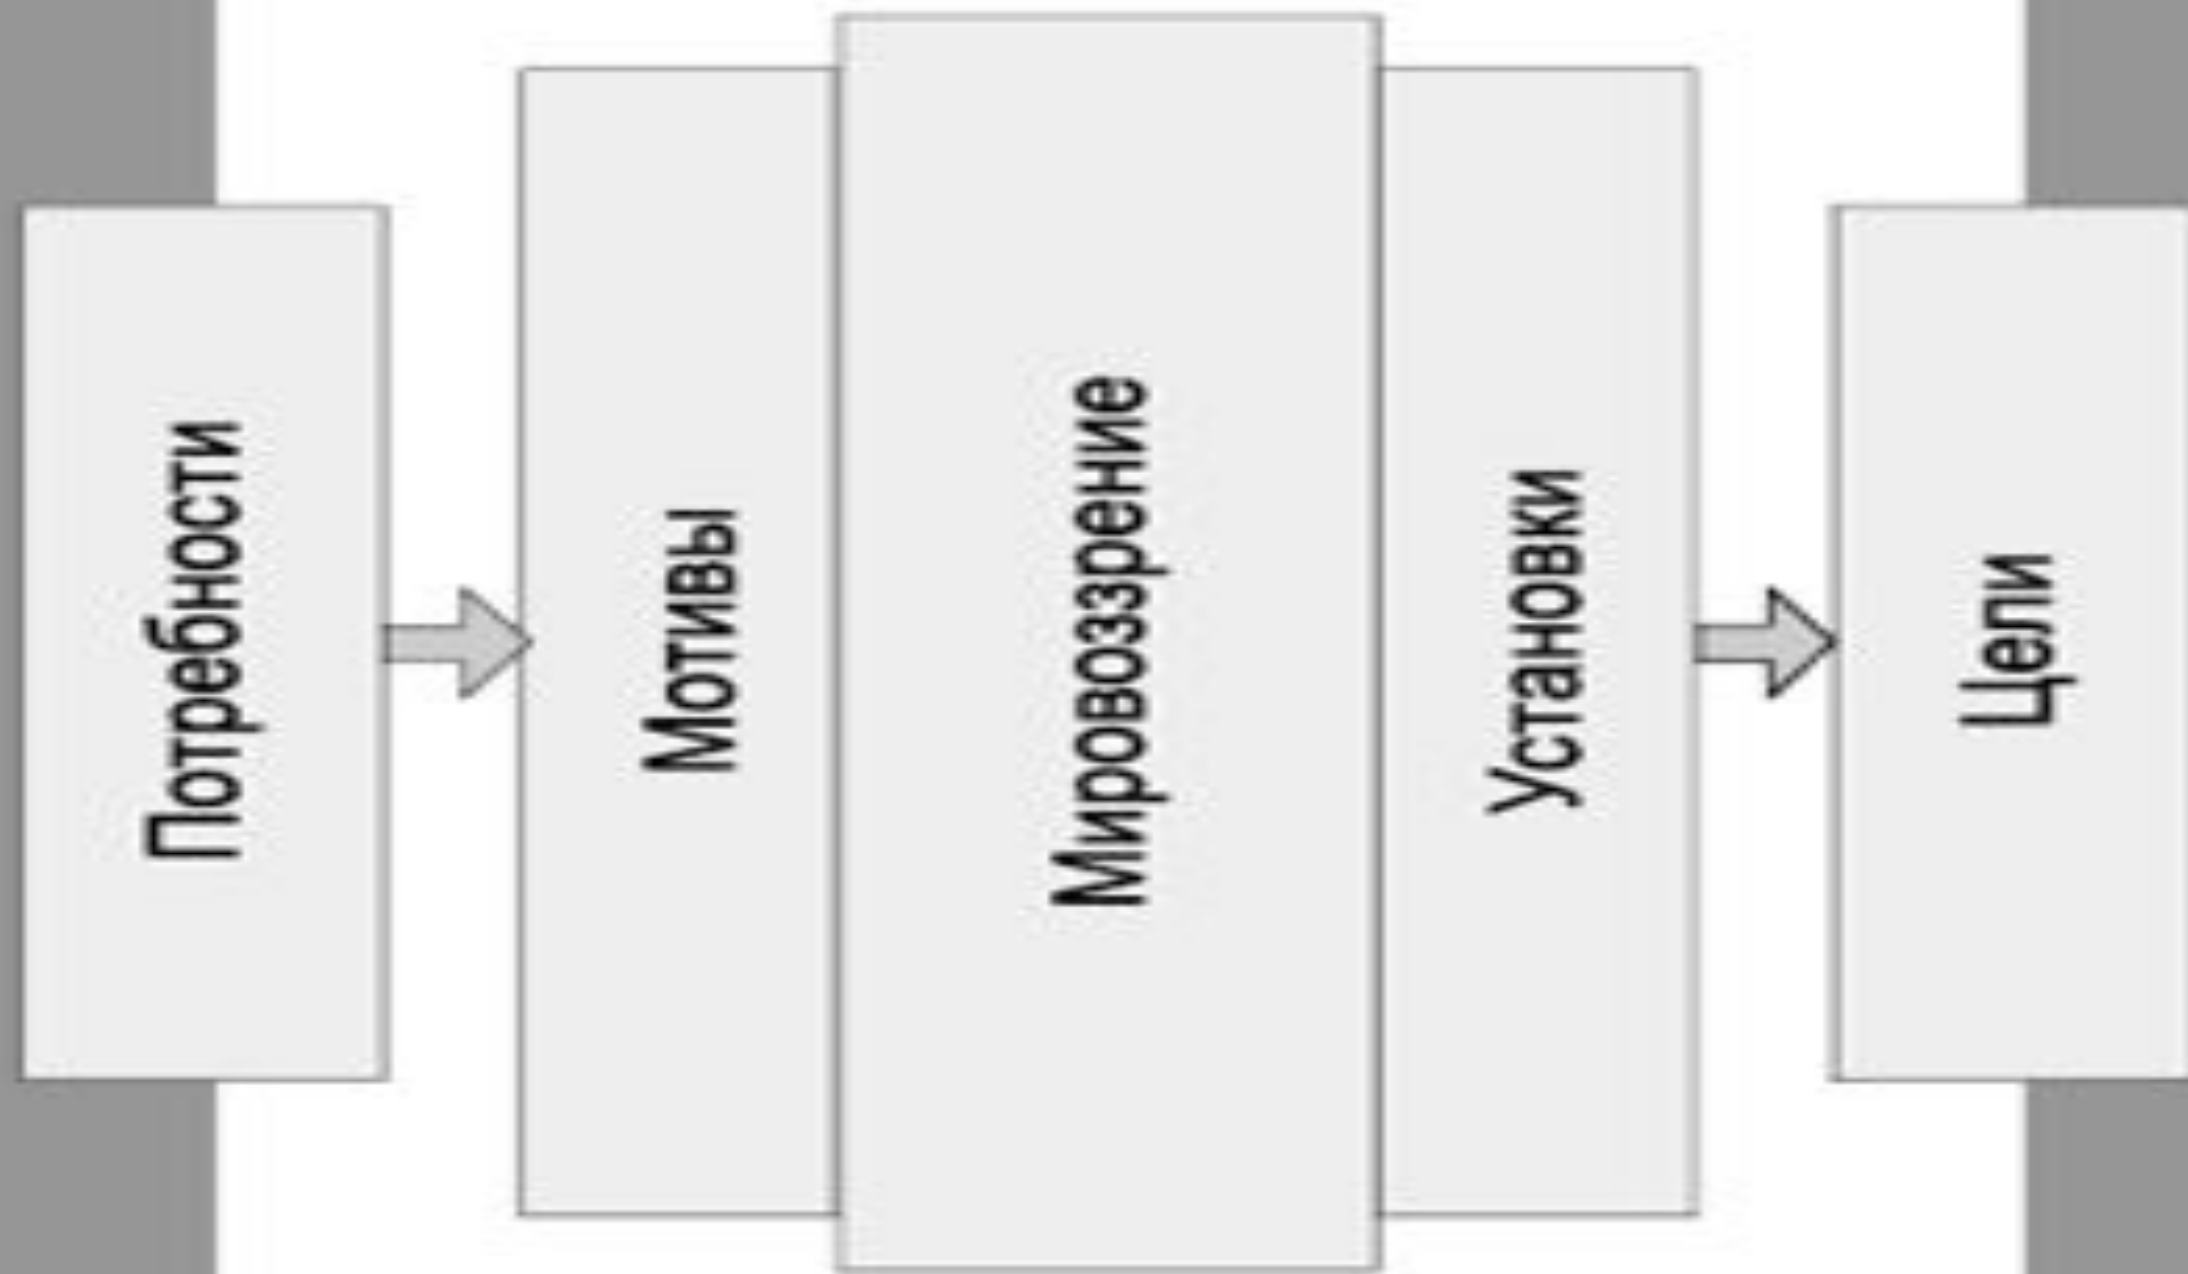 Потребности
Мотивы
Мировоззрение
Установки
Цели